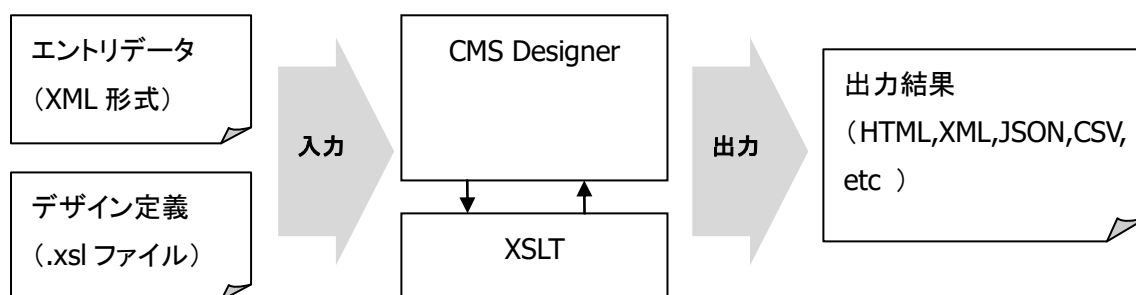 エントリデータ
（XML 形式）
デザイン定義
（.xsl ファイル）
入力
CMS Designer
XSLT
出力
出力結果
（HTML,XML,JSON,CSV,
etc ）